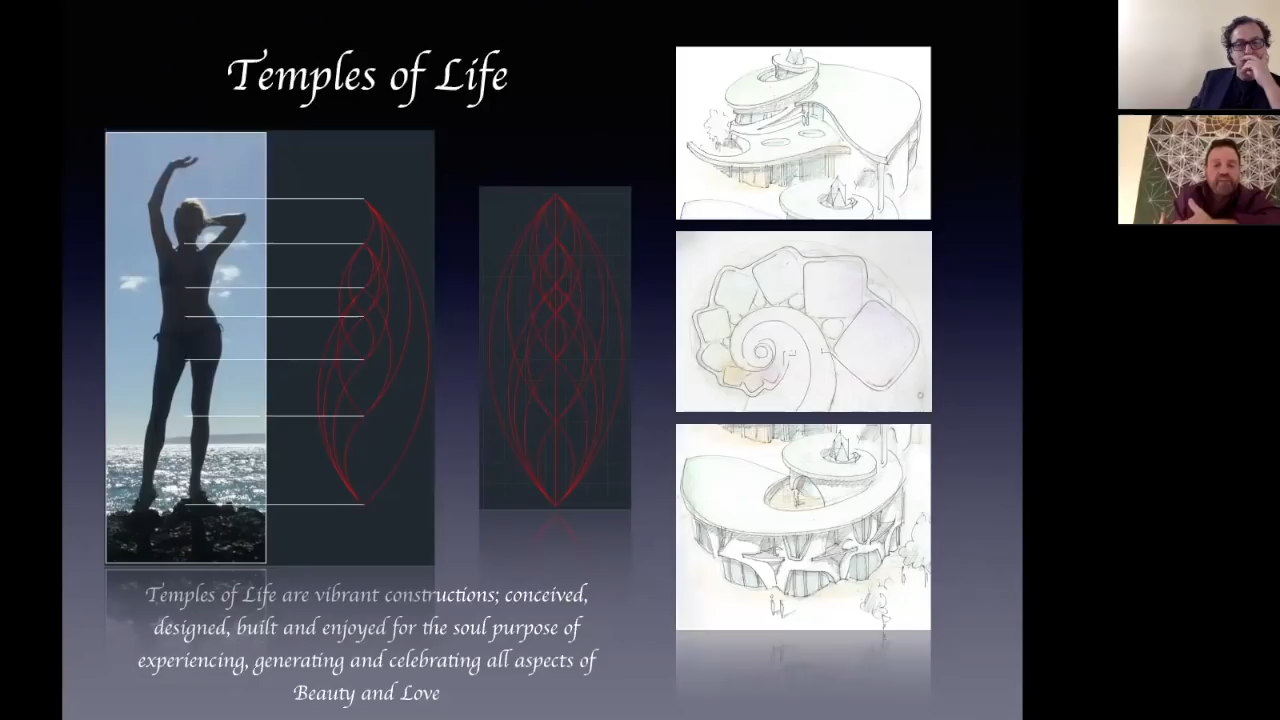 Temples of Life
Temples of Life are vibrant constructions; conceived,
designed, built and enjoyed for the soul purpose of
experiencing, generating and celebrating all aspects of
Beauty and Love